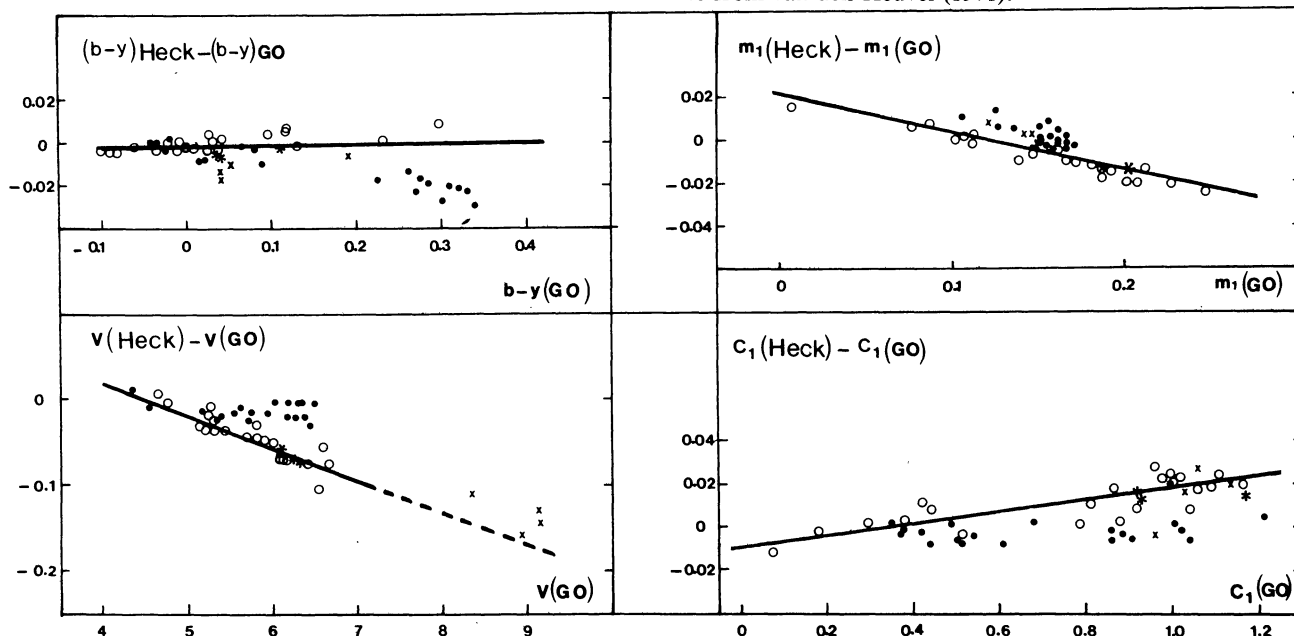 (b-y)Heck-(b-y)GO
0.02
0
-0.02
-0.1 0 0.1 0.2 0.3 0.4
b-y(GO)
m₁(Heck)-m₁(GO)
0.02
0
-0.02
-0.04
0 0.1 0.2
m₁(GO)
V(Heck)-V(GO)
0
-0.1
-0.2
V(GO)
4 5 6 7 8 9
C₁(Heck)-C₁(GO)
0.04
0.02
0
-0.02
C₁(GO)
0 0.2 0.4 0.6 0.8 1.0 1.2